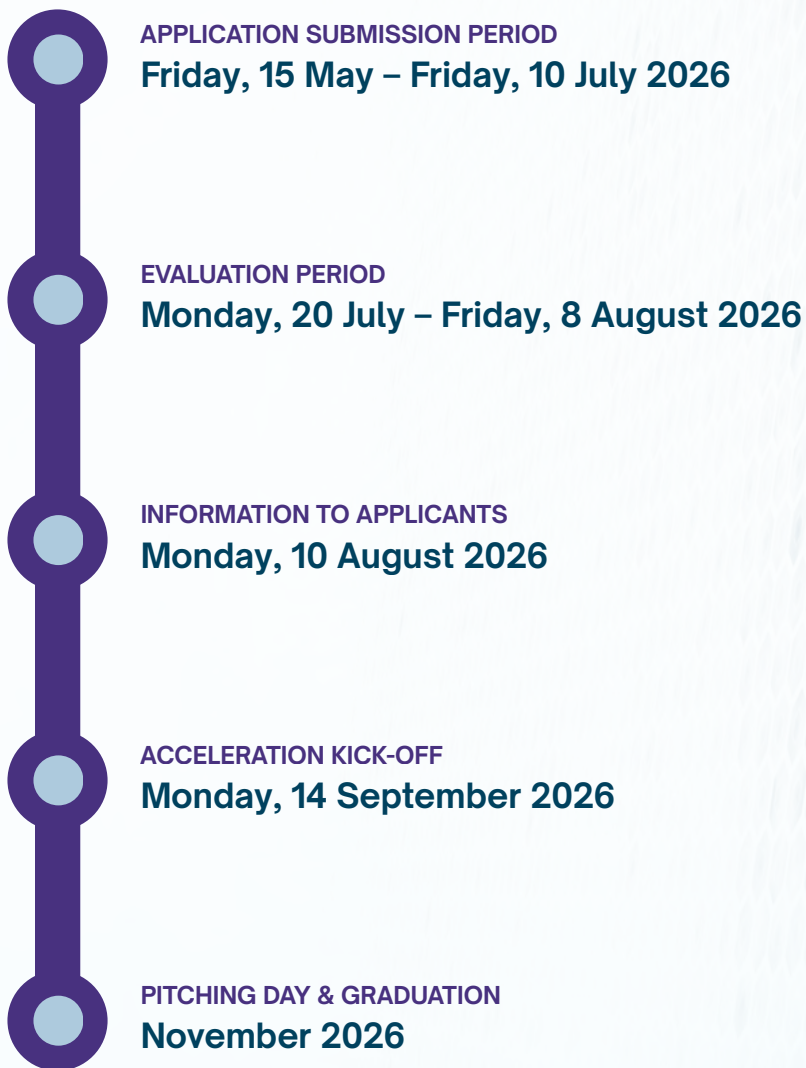 APPLICATION SUBMISSION PERIOD
Friday, 15 May – Friday, 10 July 2026
EVALUATION PERIOD
Monday, 20 July – Friday, 8 August 2026
INFORMATION TO APPLICANTS
Monday, 10 August 2026
ACCELERATION KICK-OFF
Monday, 14 September 2026
PITCHING DAY & GRADUATION
November 2026